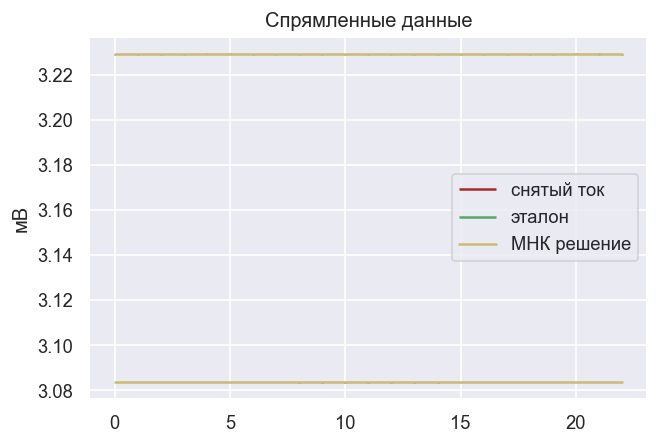 Спрямленные данные
мВ
3.22
3.20
3.18
3.16
3.14
3.12
3.10
3.08
снятый ток
эталон
МНК решение
0 5 10 15 20